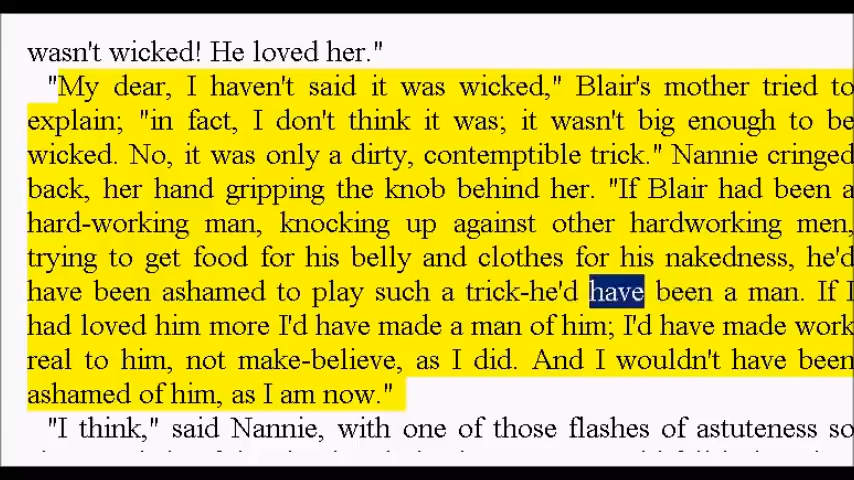 wasn't wicked! He loved her."
"My dear, I haven't said it was wicked," Blair's mother tried to
explain; "in fact, I don't think it was; it wasn't big enough to be
wicked. No, it was only a dirty, contemptible trick." Nannie cringed
back, her hand gripping the knob behind her. "If Blair had been a
hard-working man, knocking up against other hardworking men,
trying to get food for his belly and clothes for his nakedness, he'd
have been ashamed to play such a trick-he'd have been a man. If I
had loved him more I'd have made a man of him; I'd have made work
real to him, not make-believe, as I did. And I wouldn't have been
ashamed of him, as I am now."
"I think," said Nannie, with one of those flashes of astuteness so